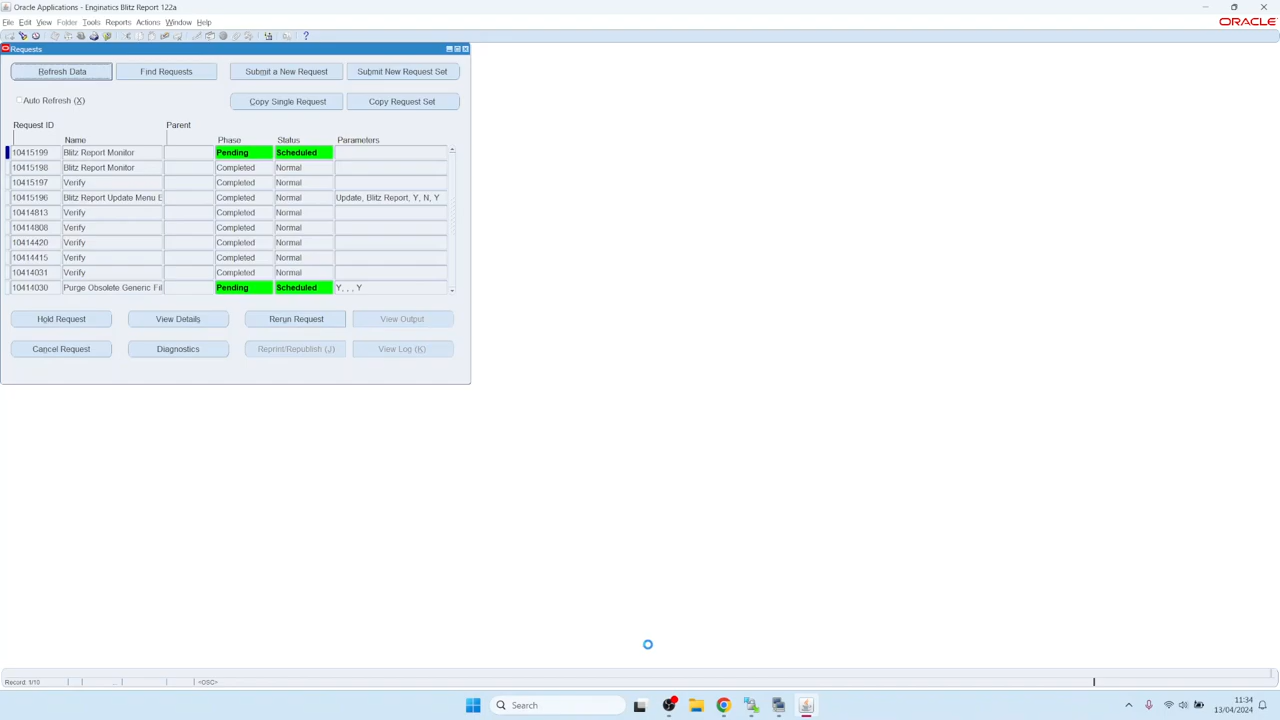 Oracle Applications - Enginatics Blitz Report 122a
File Edit View Folder Tools Reports Actions Window Help
ORACLE
Requests
Refresh Data Find Requests Submit a New Request Submit New Request Set
Auto Refresh (X) Copy Single Request Copy Request Set
Request ID Parent
Name Phase Status Parameters
10415199 Blitz Report Monitor Pending Scheduled
10415198 Blitz Report Monitor Completed Normal
10415197 Verify Completed Normal
10415196 Blitz Report Update Menu E Completed Normal Update, Blitz Report, Y, N, Y
10414813 Verify Completed Normal
10414808 Verify Completed Normal
10414420 Verify Completed Normal
10414415 Verify Completed Normal
10414031 Verify Completed Normal
10414030 Purge Obsolete Generic Fil Pending Scheduled Y, , , Y
Hold Request View Details Rerun Request View Output
Cancel Request Diagnostics Reprint/Republish (J) View Log (K)
Record: 1/10 ... <OSC>
Search
11:34
13/04/2024